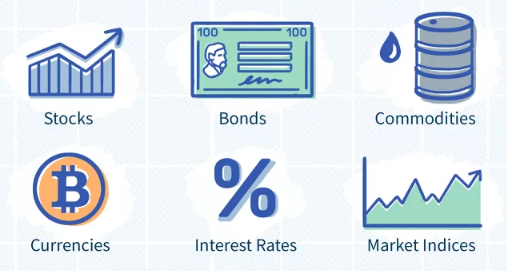 100 100
Stocks Bonds Commodities
Currencies Interest Rates Market Indices